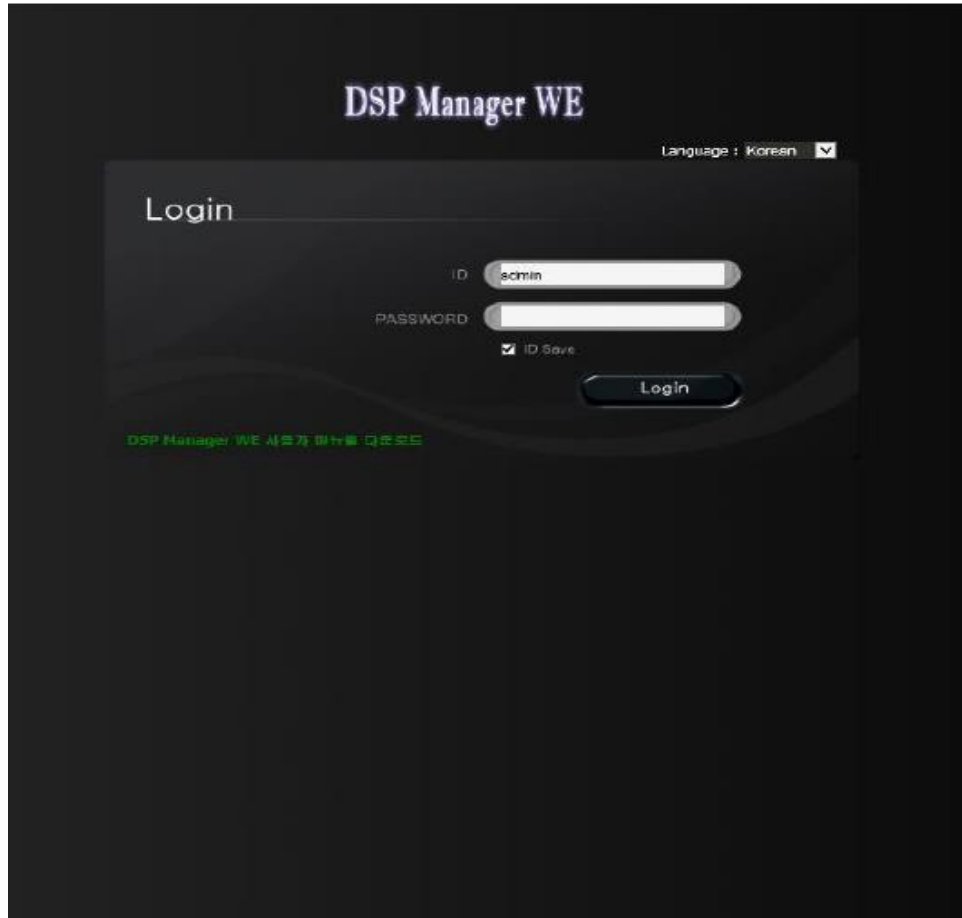 DSP Manager WE
Language : Korean
Login
ID admin
PASSWORD
ID Save
Login
DSP Manager WE 사용자 매뉴얼 다운로드